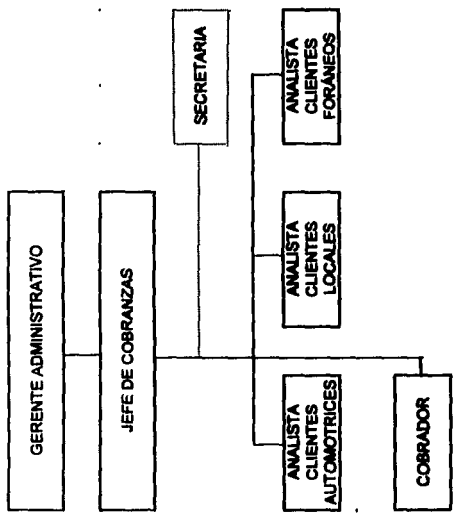 GERENTE ADMINISTRATIVO
JEFE DE COBRANZAS
SECRETARIA
ANALISTA
CLIENTES
AUTOMOTRICES
ANALISTA
CLIENTES
LOCALES
ANALISTA
CLIENTES
FORÁNEOS
COBRADOR